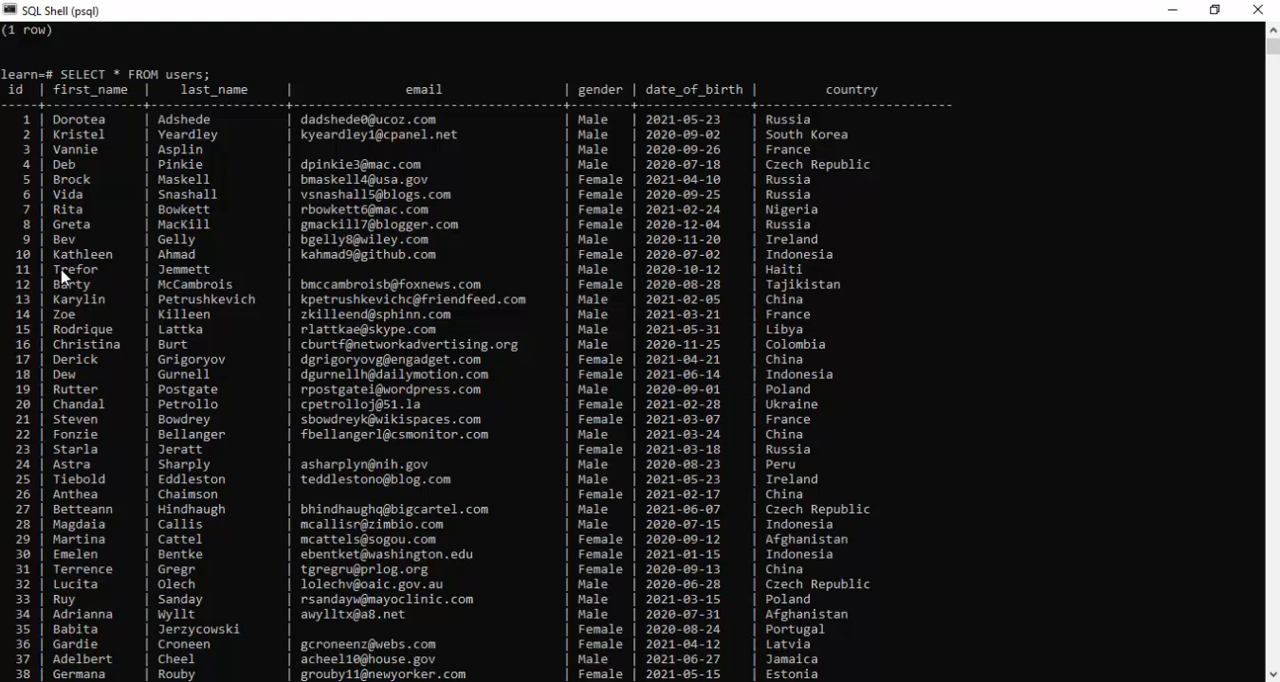 SQL Shell (psql)
(1 row)
learn=# SELECT * FROM users;
id | first_name | last_name | email | gender | date_of_birth | country
-----+------------+----------------+-----------------------------------+--------+---------------+-------------------------
1 | Dorotea | Adshede | dadshede0@ucoz.com | Male | 2021-05-23 | Russia
2 | Kristel | Yeardley | kyeardley1@cpanel.net | Male | 2020-09-02 | South Korea
3 | Vannie | Asplin | | Male | 2020-09-26 | France
4 | Deb | Pinkie | dpinkie3@mac.com | Male | 2020-07-18 | Czech Republic
5 | Brock | Maskell | bmaskell4@usa.gov | Female | 2021-04-10 | Russia
6 | Vida | Snashall | vsnashall5@blogs.com | Female | 2020-09-25 | Russia
7 | Rita | Bowkett | rbowkett6@mac.com | Female | 2021-02-24 | Nigeria
8 | Greta | MacKill | gmackill7@blogger.com | Female | 2020-12-04 | Russia
9 | Bev | Gelly | bgelly8@wiley.com | Male | 2020-11-20 | Ireland
10 | Kathleen | Ahmad | kahmad9@github.com | Female | 2020-07-02 | Indonesia
11 | Trefor | Jemmett | | Male | 2020-10-12 | Haiti
12 | Barty | McCambrois | bmccambroisb@foxnews.com | Female | 2020-08-28 | Tajikistan
13 | Karylin | Petrushkevich | kpetrushkevichc@friendfeed.com | Male | 2021-02-05 | China
14 | Zoe | Killeen | zkilleend@sphinn.com | Male | 2021-03-21 | France
15 | Rodrique | Lattka | rlattkae@skype.com | Male | 2021-05-31 | Libya
16 | Christina | Burt | cburtf@networkadvertising.org | Male | 2020-11-25 | Colombia
17 | Derick | Grigoryov | dgrigoryovg@engadget.com | Female | 2021-04-21 | China
18 | Dew | Gurnell | dgurnellh@dailymotion.com | Female | 2021-06-14 | Indonesia
19 | Rutter | Postgate | rpostgatei@wordpress.com | Male | 2020-09-01 | Poland
20 | Chandal | Petrollo | cpetrolloj@51.la | Female | 2021-02-28 | Ukraine
21 | Steven | Bowdrey | sbowdreyk@wikispaces.com | Female | 2021-03-07 | France
22 | Fonzie | Bellanger | fbellangerl@csmonitor.com | Male | 2021-03-24 | China
23 | Starla | Jeratt | | Female | 2021-03-18 | Russia
24 | Astra | Sharply | asharplyn@nih.gov | Male | 2020-08-23 | Peru
25 | Tiebold | Eddleston | teddlestono@blog.com | Male | 2021-05-23 | Ireland
26 | Anthea | Chaimson | | Female | 2021-02-17 | China
27 | Betteann | Hindhaugh | bhindhaughq@bigcartel.com | Female | 2021-06-07 | Czech Republic
28 | Magdaia | Callis | mcallisr@zimbio.com | Male | 2020-07-15 | Indonesia
29 | Martina | Cattel | mcattels@sogou.com | Female | 2020-09-12 | Afghanistan
30 | Emelen | Bentke | ebentket@washington.edu | Female | 2021-01-15 | Indonesia
31 | Terrence | Gregr | tgregru@prlog.org | Female | 2020-09-13 | China
32 | Lucita | Olech | lolechv@oaic.gov.au | Male | 2020-06-28 | Czech Republic
33 | Ruy | Sanday | rsandayw@mayoclinic.com | Male | 2021-03-15 | Poland
34 | Adrianna | Wyllt | awylltx@a8.net | Male | 2020-07-31 | Afghanistan
35 | Babita | Jerzycowski | | Female | 2020-08-24 | Portugal
36 | Gardie | Croneen | gcroneenz@webs.com | Female | 2021-04-12 | Latvia
37 | Adelbert | Cheel | acheel10@house.gov | Male | 2021-06-27 | Jamaica
38 | Germana | Rouby | grouby11@newyorker.com | Female | 2021-05-15 | Estonia